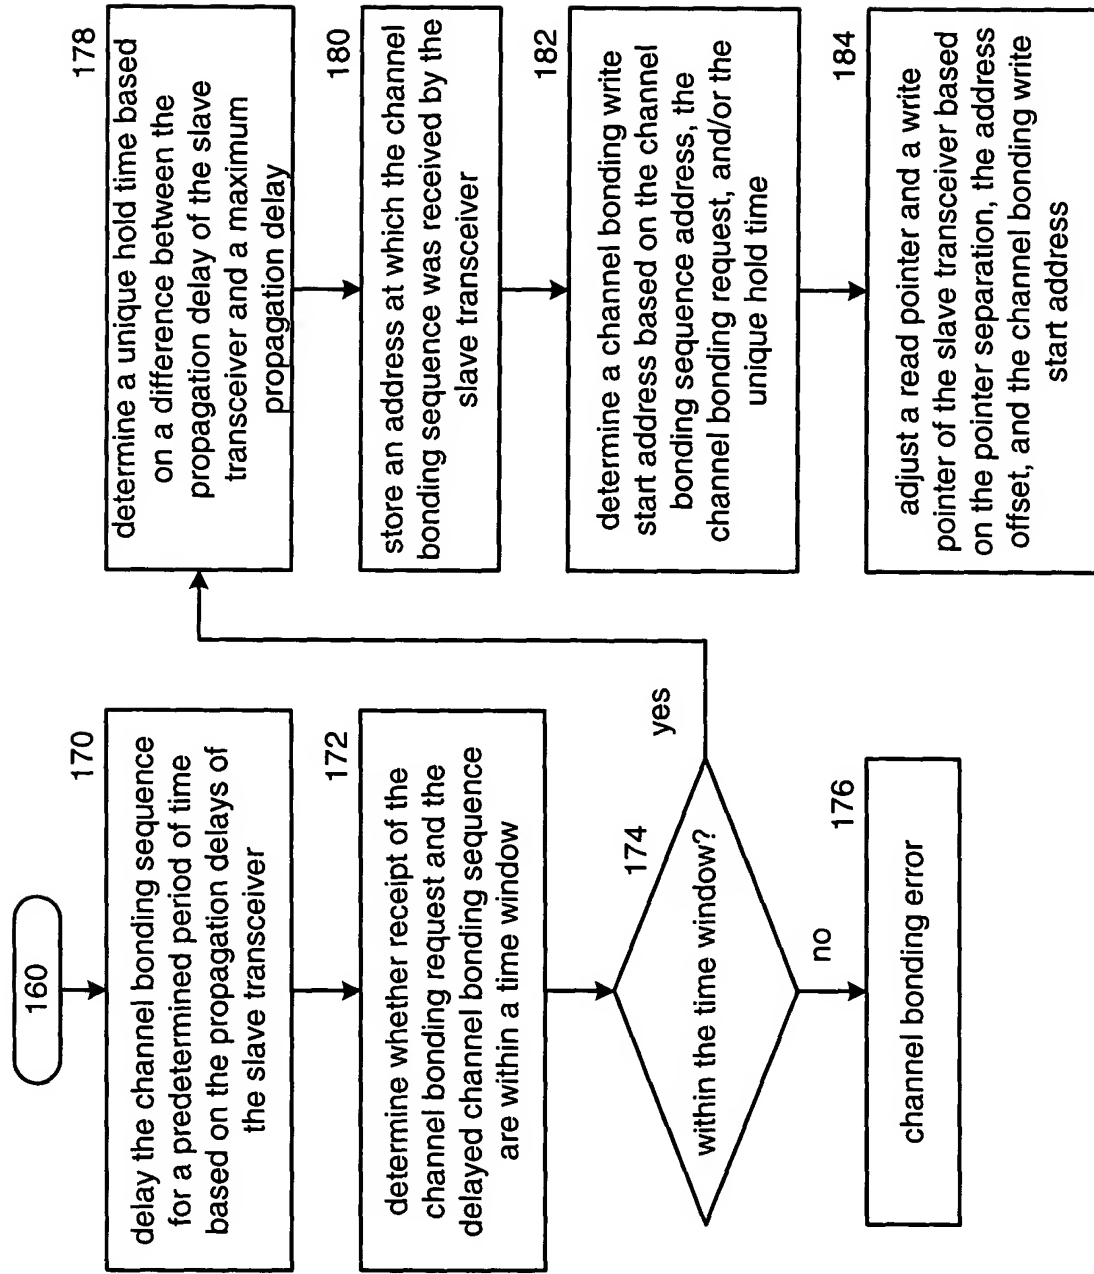 160
170
delay the channel bonding sequence
for a predetermined period of time
based on the propagation delays of
the slave transceiver
172
determine whether receipt of the
channel bonding request and the
delayed channel bonding sequence
are within a time window
174
within the time window?
yes
no
176
channel bonding error
178
determine a unique hold time based
on a difference between the
propagation delay of the slave
transceiver and a maximum
propagation delay
180
store an address at which the channel
bonding sequence was received by the
slave transceiver
182
determine a channel bonding write
start address based on the channel
bonding sequence address, the
channel bonding request, and/or the
unique hold time
184
adjust a read pointer and a write
pointer of the slave transceiver based
on the pointer separation, the address
offset, and the channel bonding write
start address